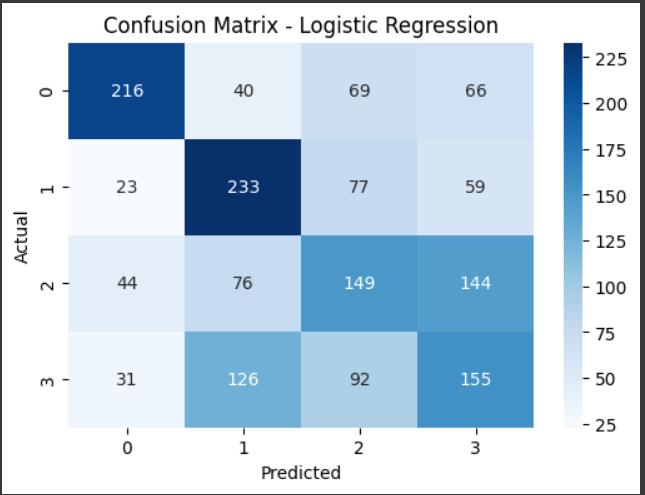 Confusion Matrix - Logistic Regression
0 216 40 69 66
1 23 233 77 59
2 44 76 149 144
3 31 126 92 155
0 1 2 3
Actual
Predicted
225
200
175
150
125
100
75
50
25